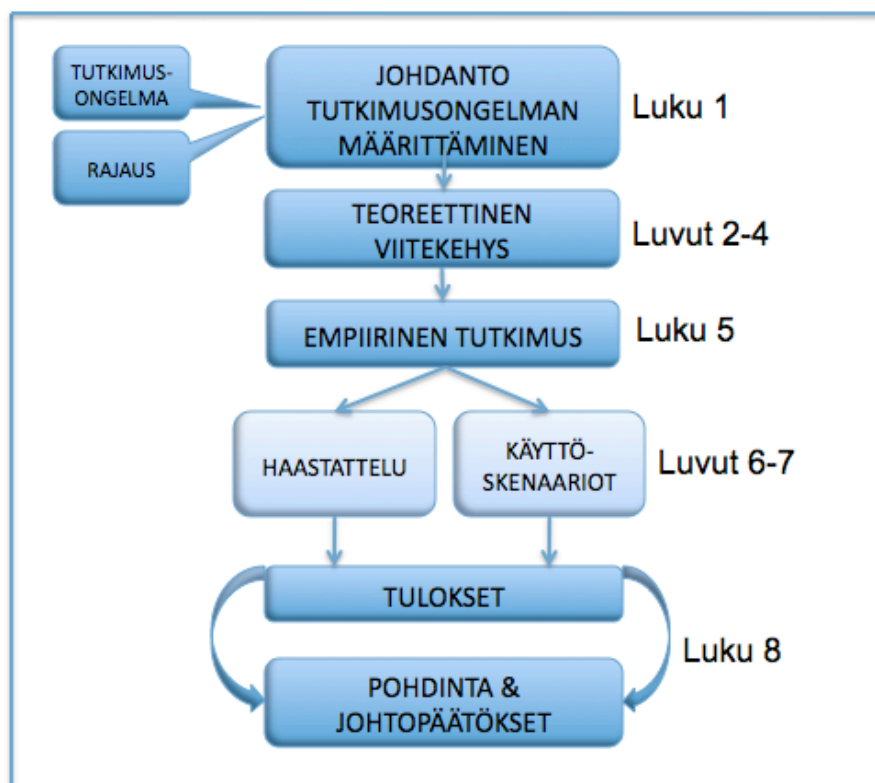 TUTKIMUS-
ONGELMA
RAJAUS
JOHDANTO
TUTKIMUSONGELMAN
MÄÄRITTÄMINEN
Luku 1
TEOREETTINEN
VIITEKEHYS
Luvut 2-4
EMPIIRINEN TUTKIMUS
Luku 5
HAASTATTELU
KÄYTTÖ-
SKENAARIOT
Luvut 6-7
TULOKSET
Luku 8
POHDINTA &
JOHTOPÄÄTÖKSET